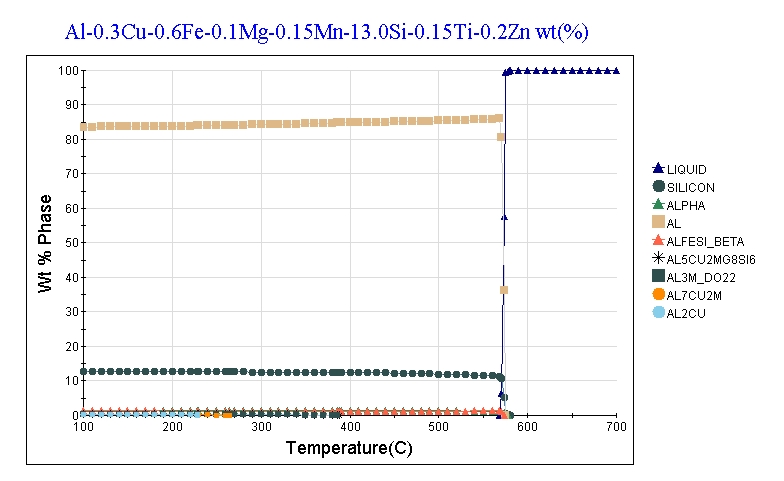 Al-0.3Cu-0.6Fe-0.1Mg-0.15Mn-13.0Si-0.15Ti-0.2Zn wt(%)
100
90
80
70
60
50
40
30
20
10
0
Wt % Phase
100 200 300 400 500 600 700
Temperature(C)
LIQUID
SILICON
ALPHA
AL
ALFESI_BETA
AL5CU2MG8SI6
AL3M_DO22
AL7CU2M
AL2CU